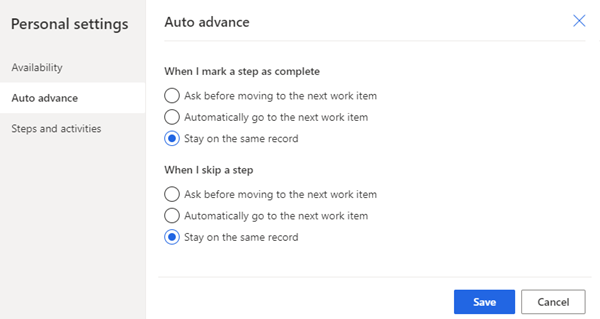 Personal settings
Availability
Auto advance
Steps and activities
Auto advance
When I mark a step as complete
Ask before moving to the next work item
Automatically go to the next work item
Stay on the same record
When I skip a step
Ask before moving to the next work item
Automatically go to the next work item
Stay on the same record
Save
Cancel